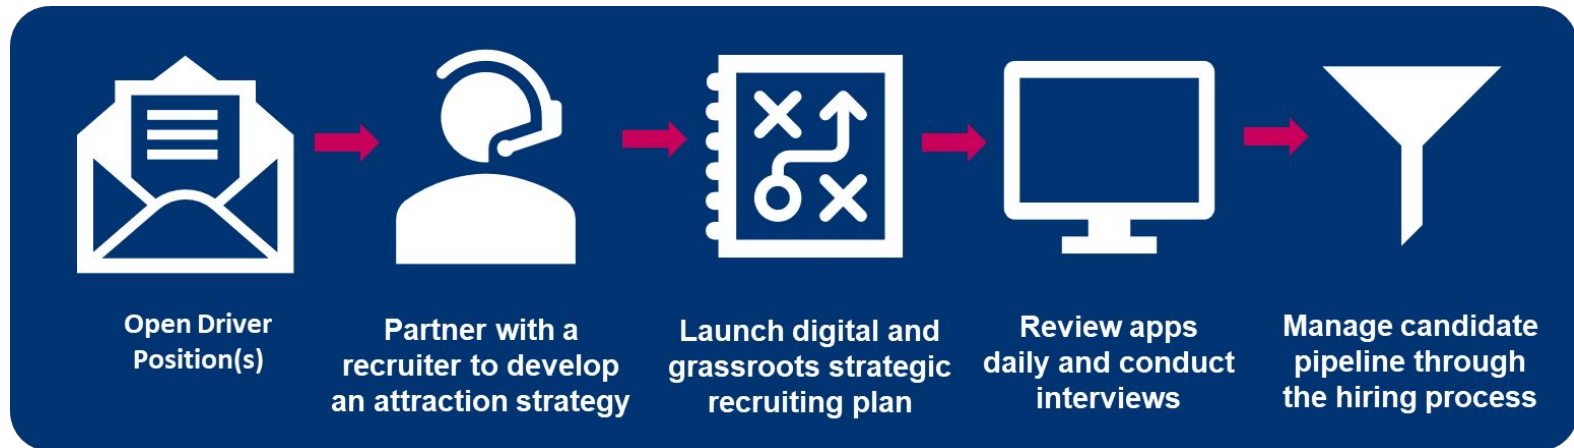 Open Driver
Position(s)
Partner with a
recruiter to develop
an attraction strategy
Launch digital and
grassroots strategic
recruiting plan
Review apps
daily and conduct
interviews
Manage candidate
pipeline through
the hiring process